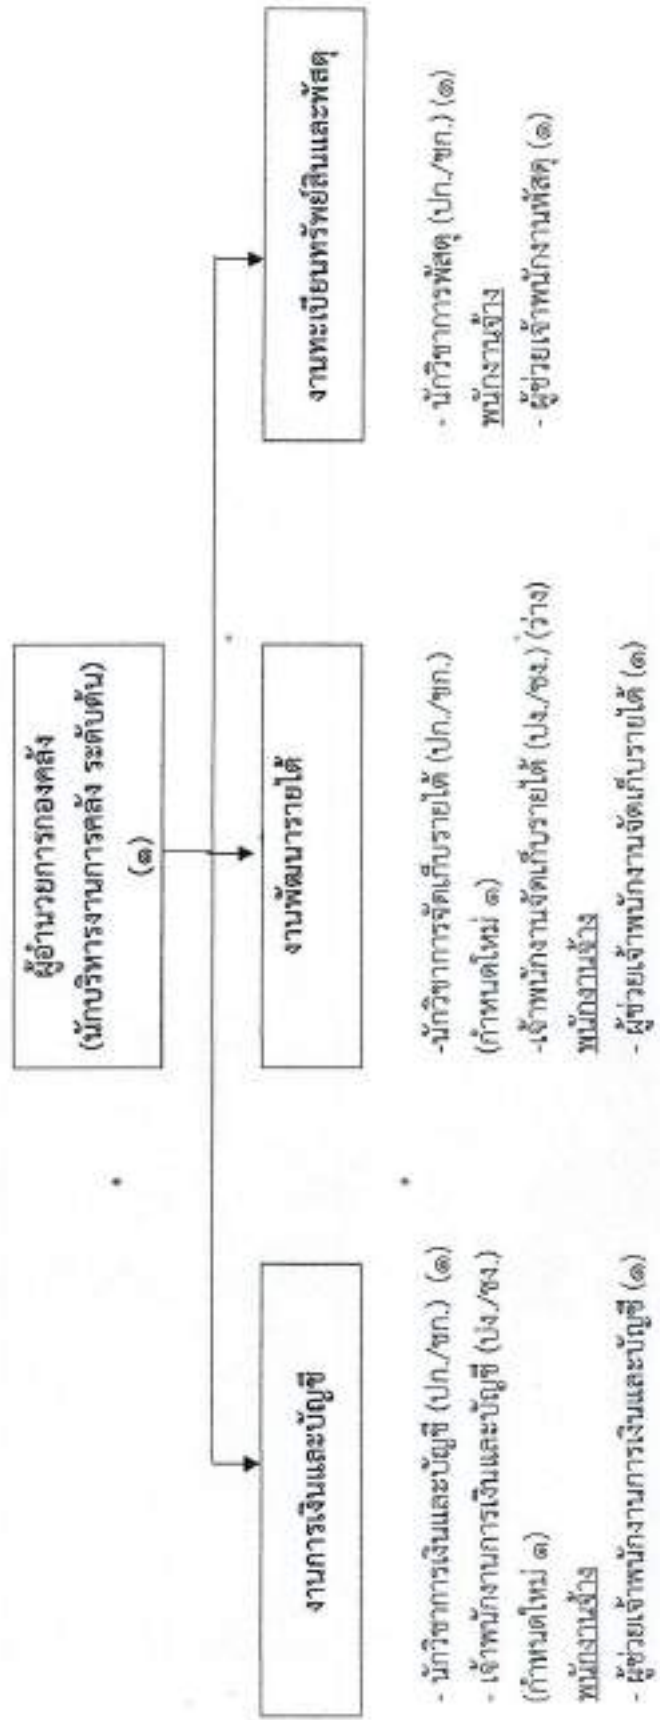 ผู้อำนวยการกองคลัง
(นักบริหารงานการคลัง ระดับต้น)
(๑)
งานการเงินและบัญชี
- นักวิชาการเงินและบัญชี (ปก./ชก.) (๑)
- เจ้าพนักงานการเงินและบัญชี (ปง./ชง.)
(กำหนดใหม่ ๑)
พนักงานจ้าง
- ผู้ช่วยเจ้าพนักงานการเงินและบัญชี (๑)
งานพัฒนารายได้
-นักวิชาการจัดเก็บรายได้ (ปก./ชก.)
(กำหนดใหม่ ๑)
-เจ้าพนักงานจัดเก็บรายได้ (ปง./ชง.) (ว่าง)
พนักงานจ้าง
- ผู้ช่วยเจ้าพนักงานจัดเก็บรายได้ (๑)
งานทะเบียนทรัพย์สินและพัสดุ
- นักวิชาการพัสดุ (ปก./ชก.) (๑)
พนักงานจ้าง
- ผู้ช่วยเจ้าพนักงานพัสดุ (๑)